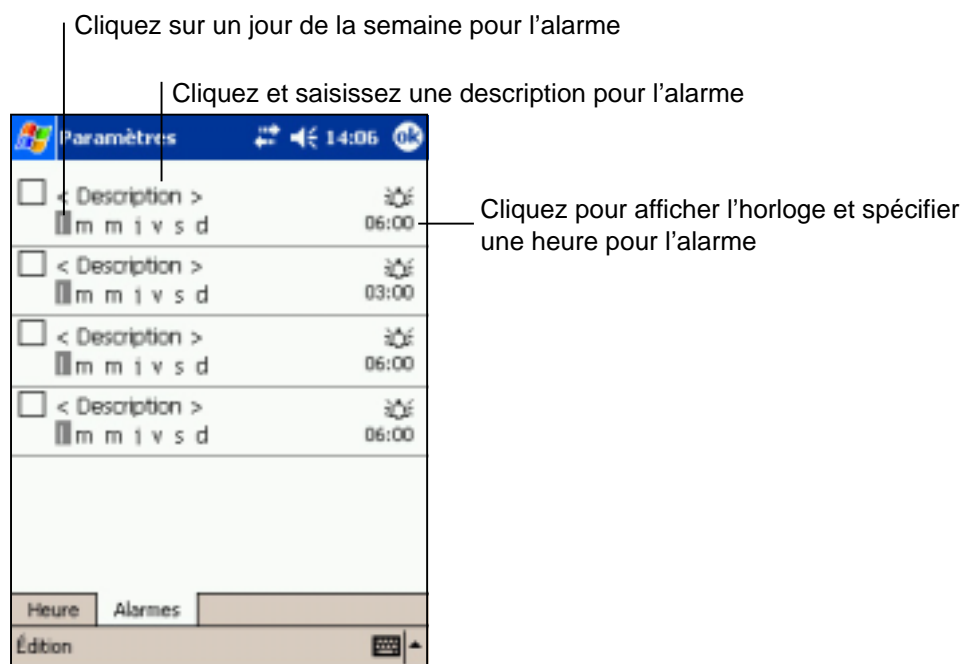 Cliquez sur un jour de la semaine pour l’alarme
Cliquez et saisissez une description pour l’alarme
Paramètres 14:06 ok
< Description >
l m m j v s d 06:00
Cliquez pour afficher l’horloge et spécifier
une heure pour l’alarme
< Description >
l m m j v s d 03:00
< Description >
l m m j v s d 06:00
< Description >
l m m j v s d 06:00
Heure Alarmes
Édition